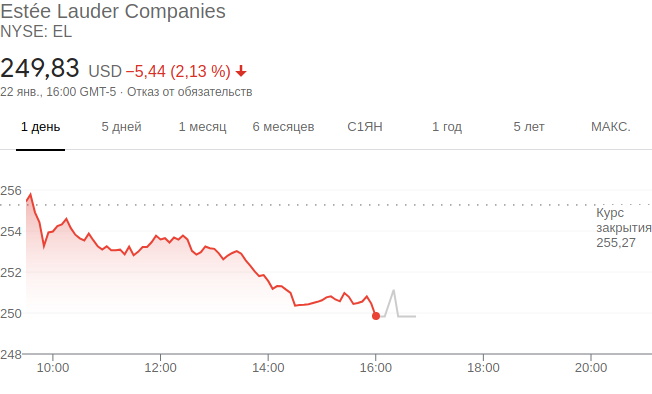 Estée Lauder Companies
NYSE: EL
249,83 USD −5,44 (2,13 %)
22 янв., 16:00 GMT-5 · Отказ от обязательств
1 день 5 дней 1 месяц 6 месяцев С1ЯН 1 год 5 лет МАКС.
256
254
252
250
248
Курс
закрытия
255,27
10:00 12:00 14:00 16:00 18:00 20:00